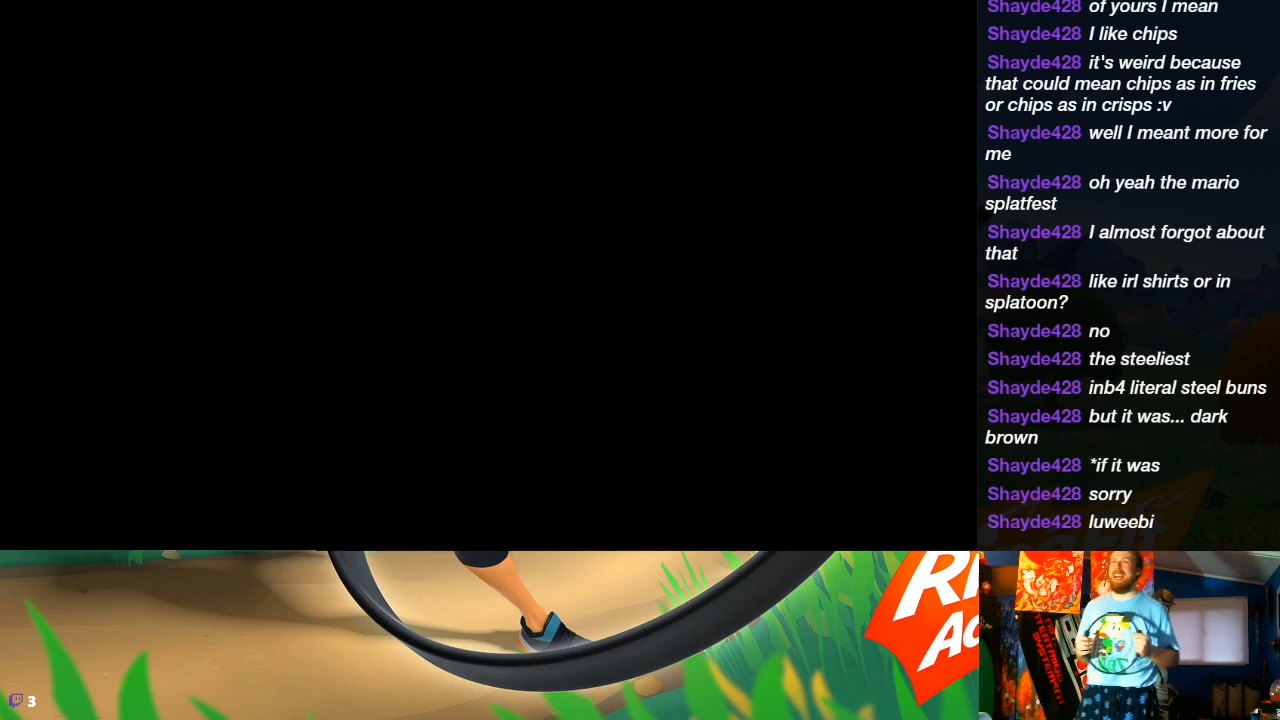 Shayde428 of yours I mean
Shayde428 I like chips
Shayde428 it's weird because
that could mean chips as in fries
or chips as in crisps :v
Shayde428 well I meant more for
me
Shayde428 oh yeah the mario
splatfest
Shayde428 I almost forgot about
that
Shayde428 like irl shirts or in
splatoon?
Shayde428 no
Shayde428 the steeliest
Shayde428 inb4 literal steel buns
Shayde428 but it was... dark
brown
Shayde428 *if it was
Shayde428 sorry
Shayde428 luweebi
3